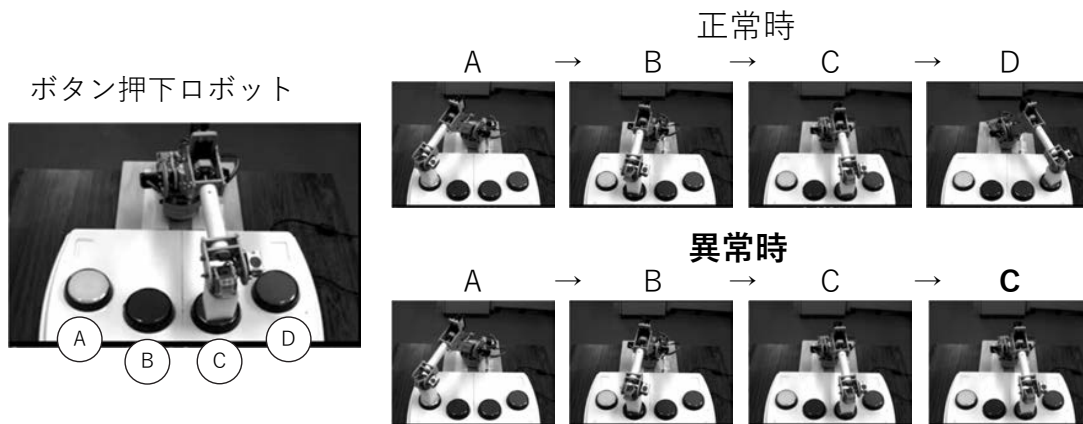 ボタン押下ロボット
A
B
C
D
正常時
A → B → C → D
異常時
A → B → C → C